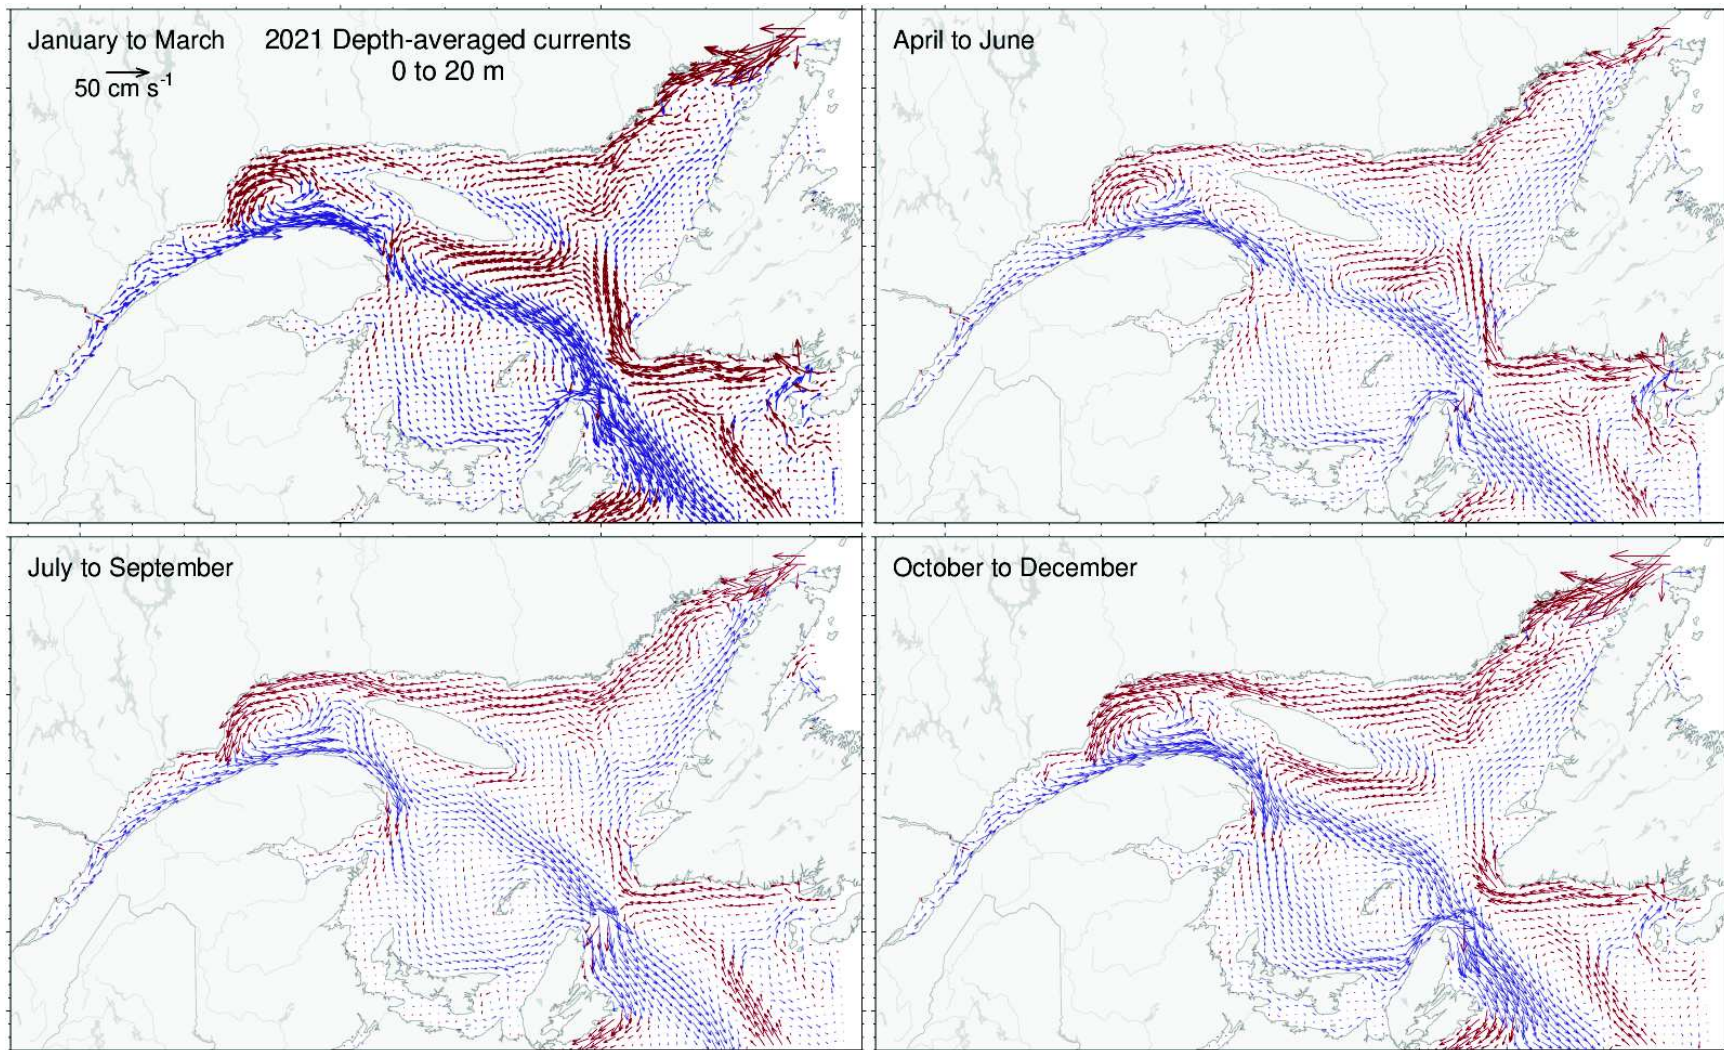 January to March
2021 Depth-averaged currents
0 to 20 m
50 cm s⁻¹
April to June
July to September
October to December